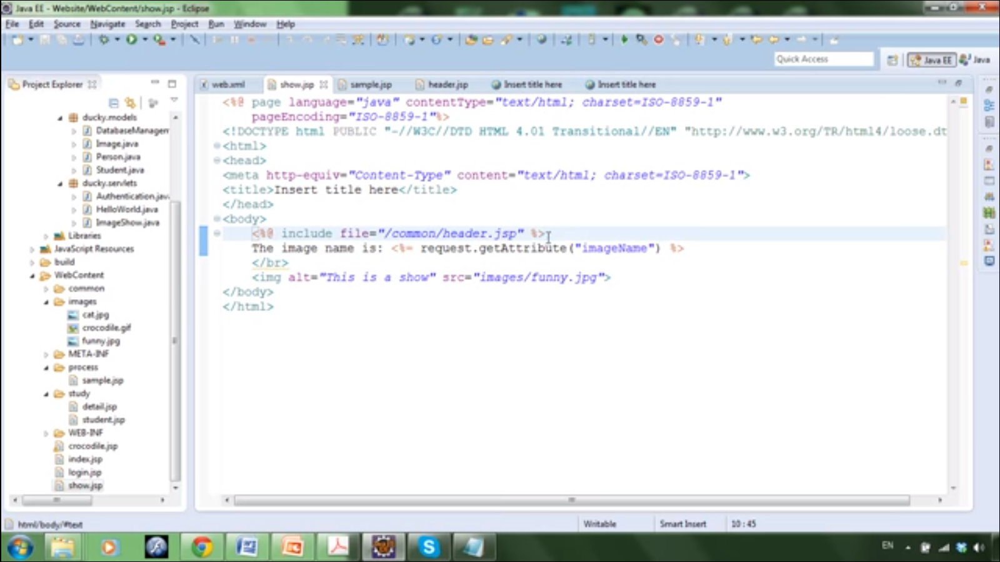 Java EE - Website/WebContent/show.jsp - Eclipse
File Edit Source Navigate Search Project Run Window Help
Quick Access
Java EE
Java
Project Explorer
web.xml
show.jsp
sample.jsp
header.jsp
Insert title here
Insert title here
ducky.models
DatabaseManagem
Image.java
Person.java
Student.java
ducky.servlets
Authentication.java
HelloWorld.java
ImageShow.java
Libraries
JavaScript Resources
build
WebContent
common
images
cat.jpg
crocodile.gif
funny.jpg
META-INF
process
sample.jsp
study
detail.jsp
student.jsp
WEB-INF
crocodile.jsp
index.jsp
login.jsp
show.jsp
<%@ page language="java" contentType="text/html; charset=ISO-8859-1"
pageEncoding="ISO-8859-1"%>
<!DOCTYPE html PUBLIC "-//W3C//DTD HTML 4.01 Transitional//EN" "http://www.w3.org/TR/html4/loose.dt
<html>
<head>
<meta http-equiv="Content-Type" content="text/html; charset=ISO-8859-1">
<title>Insert title here</title>
</head>
<body>
<%@ include file="/common/header.jsp" %>
The image name is: <%= request.getAttribute("imageName") %>
</br>
<img alt="This is a show" src="images/funny.jpg">
</body>
</html>
html/body/#text
Writable
Smart Insert
10 : 45
EN